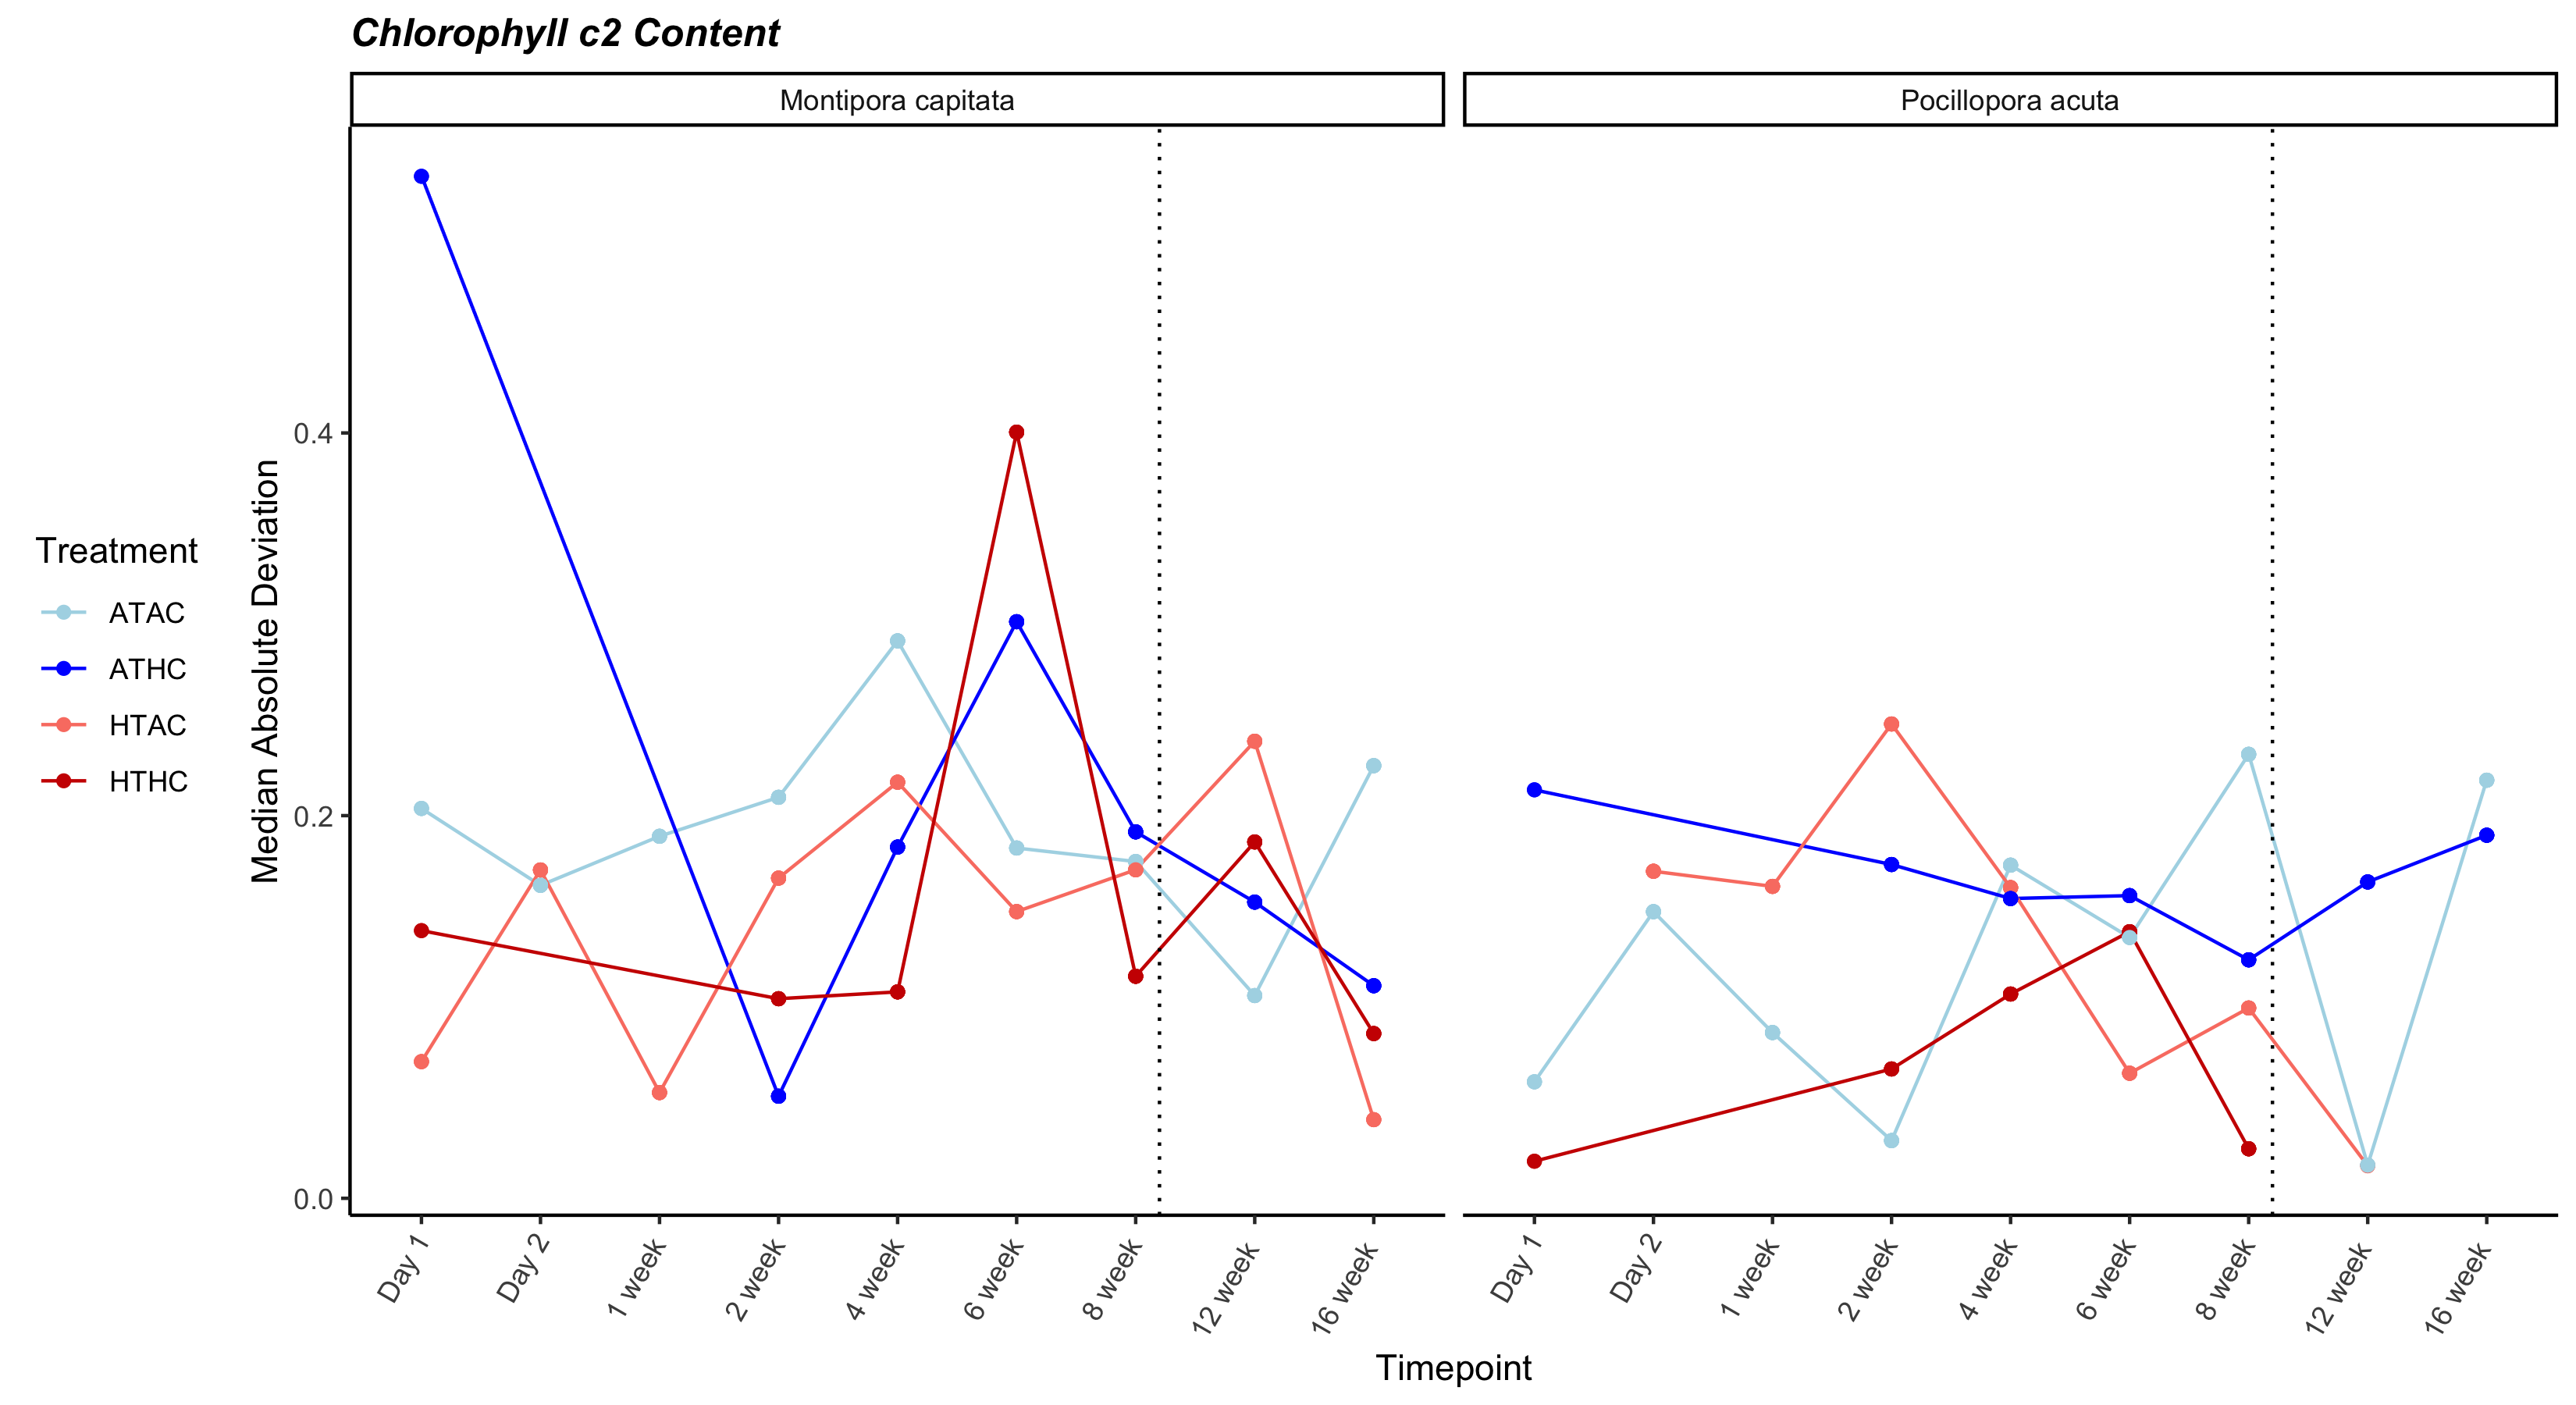 Chlorophyll c2 Content
Montipora capitata
Pocillopora acuta
Median Absolute Deviation
0.4
0.2
0.0
Treatment
ATAC
ATHC
HTAC
HTHC
Day 1
Day 2
1 week
2 week
4 week
6 week
8 week
12 week
16 week
Day 1
Day 2
1 week
2 week
4 week
6 week
8 week
12 week
16 week
Timepoint